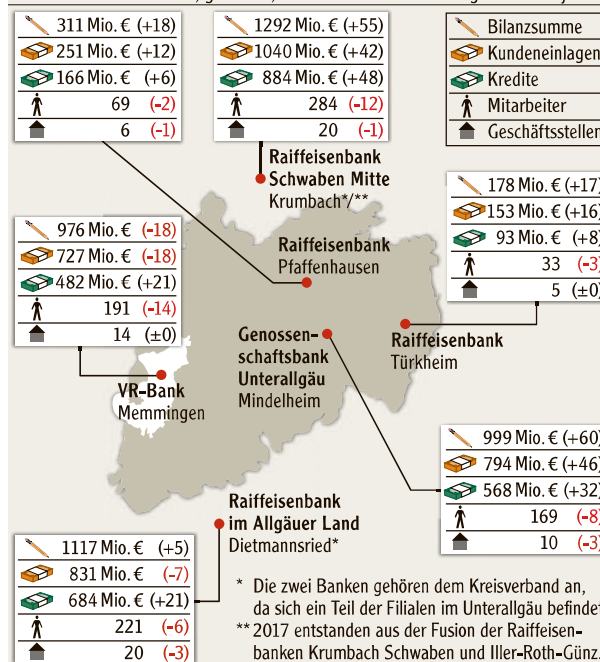 311 Mio. € (+18)
251 Mio. € (+12)
166 Mio. € (+6)
69 (-2)
6 (-1)
1292 Mio. € (+55)
1040 Mio. € (+42)
884 Mio. € (+48)
284 (-12)
20 (-1)
Bilanzsumme
Kundeneinlagen
Kredite
Mitarbeiter
Geschäftsstellen
Raiffeisenbank
Schwaben Mitte
Krumbach*/**
178 Mio. € (+17)
153 Mio. € (+16)
93 Mio. € (+8)
33 (-3)
5 (±0)
976 Mio. € (-18)
727 Mio. € (-18)
482 Mio. € (+21)
191 (-14)
14 (±0)
Raiffeisenbank
Pfaffenhausen
Genossen-
schaftsbank
Unterallgäu
Mindelheim
Raiffeisenbank
Türkheim
VR-Bank
Memmingen
999 Mio. € (+60)
794 Mio. € (+46)
568 Mio. € (+32)
169 (-8)
10 (-3)
Raiffeisenbank
im Allgäuer Land
Dietmannsried*
1117 Mio. € (+5)
831 Mio. € (-7)
684 Mio. € (+21)
221 (-6)
20 (-3)
* Die zwei Banken gehören dem Kreisverband an,
da sich ein Teil der Filialen im Unterallgäu befindet
** 2017 entstanden aus der Fusion der Raiffeisen-
banken Krumbach Schwaben und Iller-Roth-Günz.